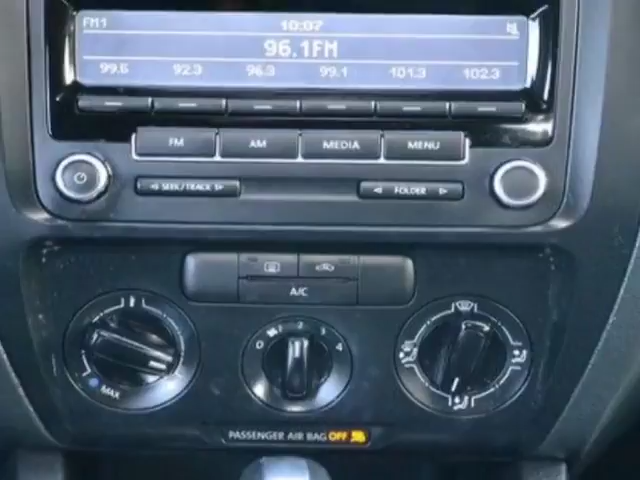 FM1 10:07
96.1FM
99.5 92.3 96.3 99.1 101.3 102.3
FM AM MEDIA MENU
SEEK/TRACK FOLDER
A/C
0 1 2 3 4
MAX
PASSENGER AIR BAG OFF